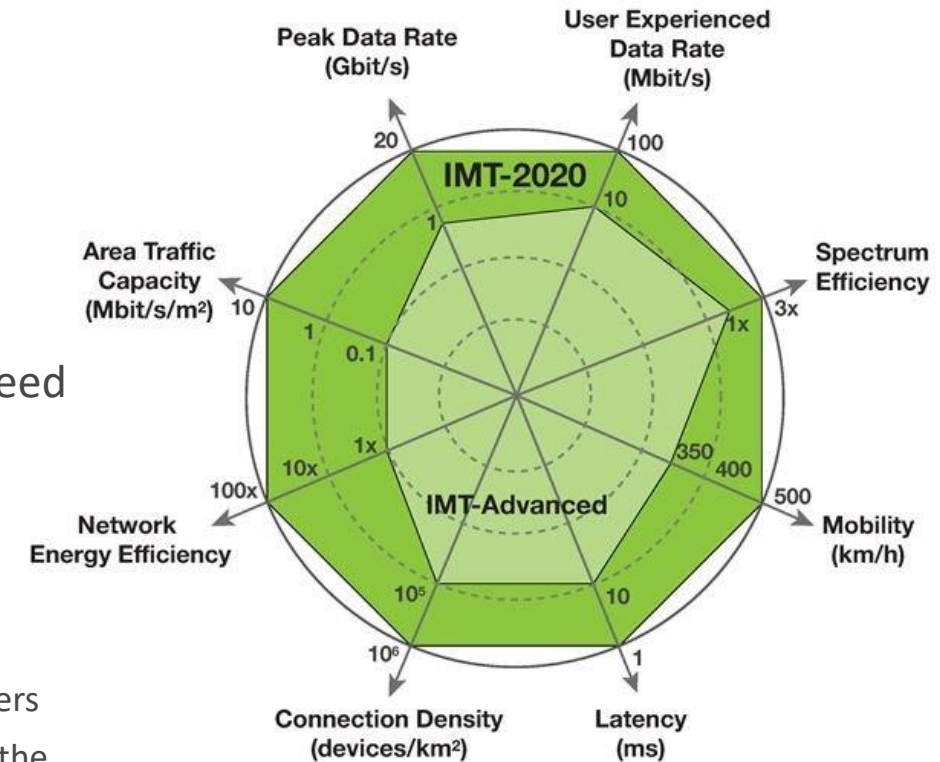 Peak Data Rate
(Gbit/s)
User Experienced
Data Rate
(Mbit/s)
20
100
IMT-2020
1
10
Area Traffic
Capacity
(Mbit/s/m²)
10
1
0.1
Spectrum
Efficiency
3x
1x
eed
1x
10x
100x
350
400
500
Network
Energy Efficiency
IMT-Advanced
Mobility
(km/h)
10⁵
10
10⁶
1
ers
the
Connection Density
(devices/km²)
Latency
(ms)